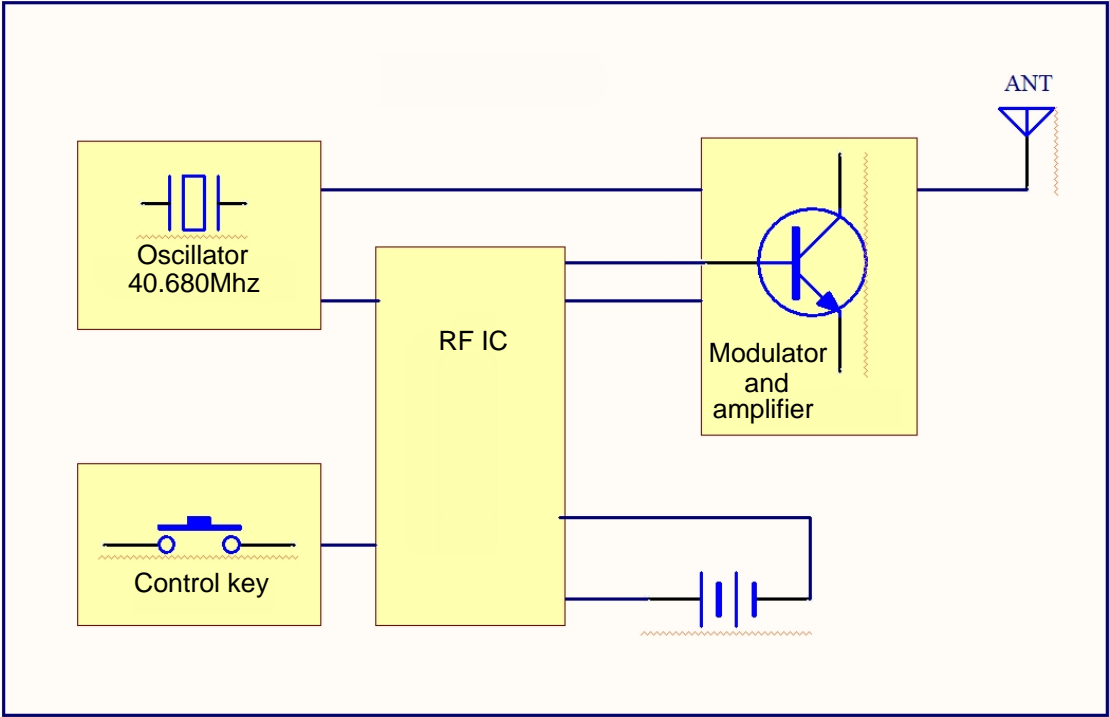 ANT
Oscillator
40.680Mhz
RF IC
Modulator
and
amplifier
Control key